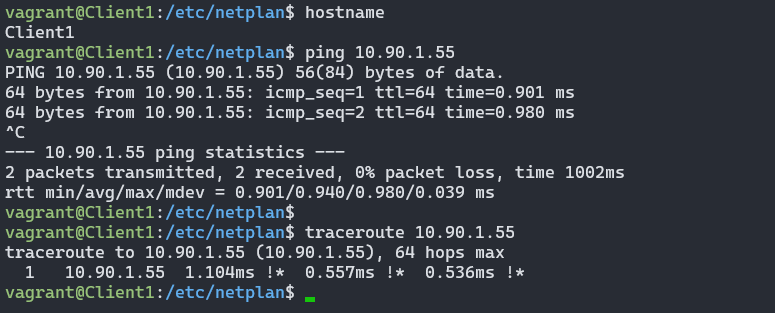 vagrant@Client1:/etc/netplan$ hostname
Client1
vagrant@Client1:/etc/netplan$ ping 10.90.1.55
PING 10.90.1.55 (10.90.1.55) 56(84) bytes of data.
64 bytes from 10.90.1.55: icmp_seq=1 ttl=64 time=0.901 ms
64 bytes from 10.90.1.55: icmp_seq=2 ttl=64 time=0.980 ms
^C
--- 10.90.1.55 ping statistics ---
2 packets transmitted, 2 received, 0% packet loss, time 1002ms
rtt min/avg/max/mdev = 0.901/0.940/0.980/0.039 ms
vagrant@Client1:/etc/netplan$
vagrant@Client1:/etc/netplan$ traceroute 10.90.1.55
traceroute to 10.90.1.55 (10.90.1.55), 64 hops max
  1   10.90.1.55  1.104ms !*  0.557ms !*  0.536ms !*
vagrant@Client1:/etc/netplan$